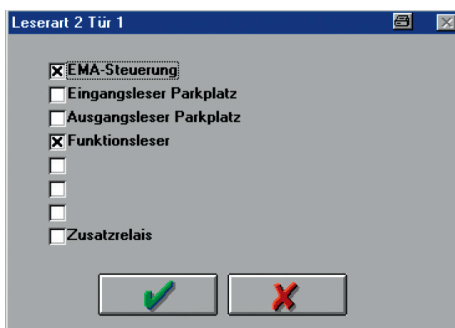 Leserart 2 Tür 1
EMA-Steuerung
Eingangsleser Parkplatz
Ausgangsleser Parkplatz
Funktionsleser
Zusatzrelais